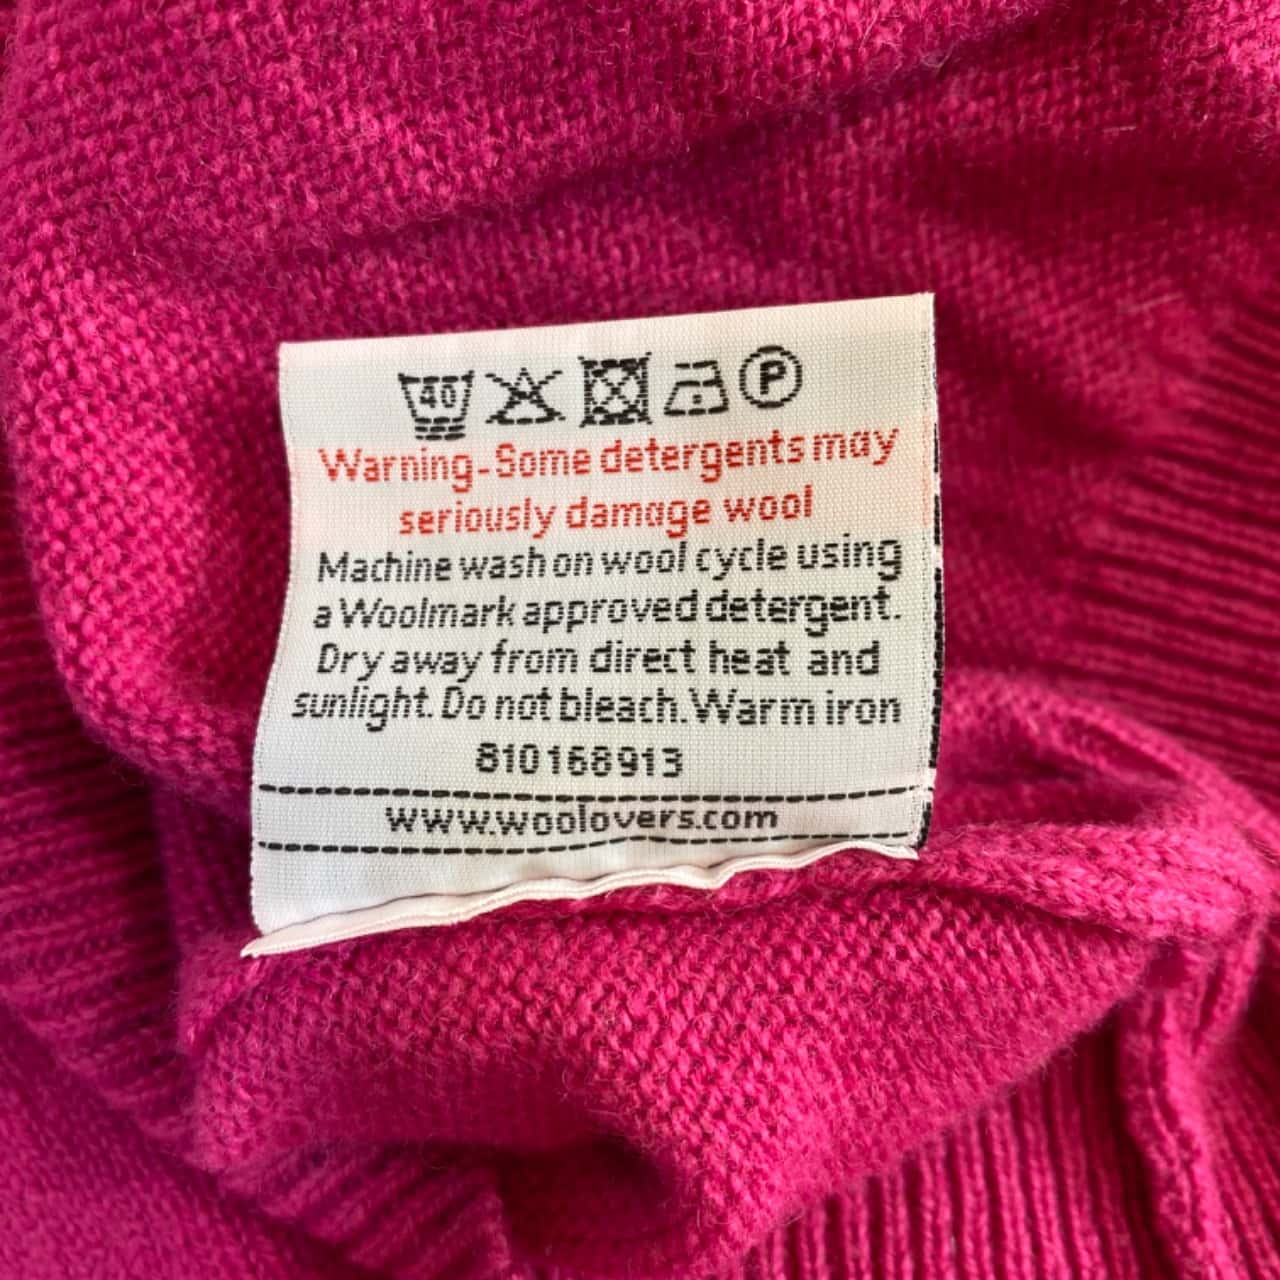 40 P
Warning-Some detergents may
seriously damage wool
Machine wash on wool cycle using
a Woolmark approved detergent.
Dry away from direct heat and
sunlight. Do not bleach. Warm iron
810168913
www.woolovers.com